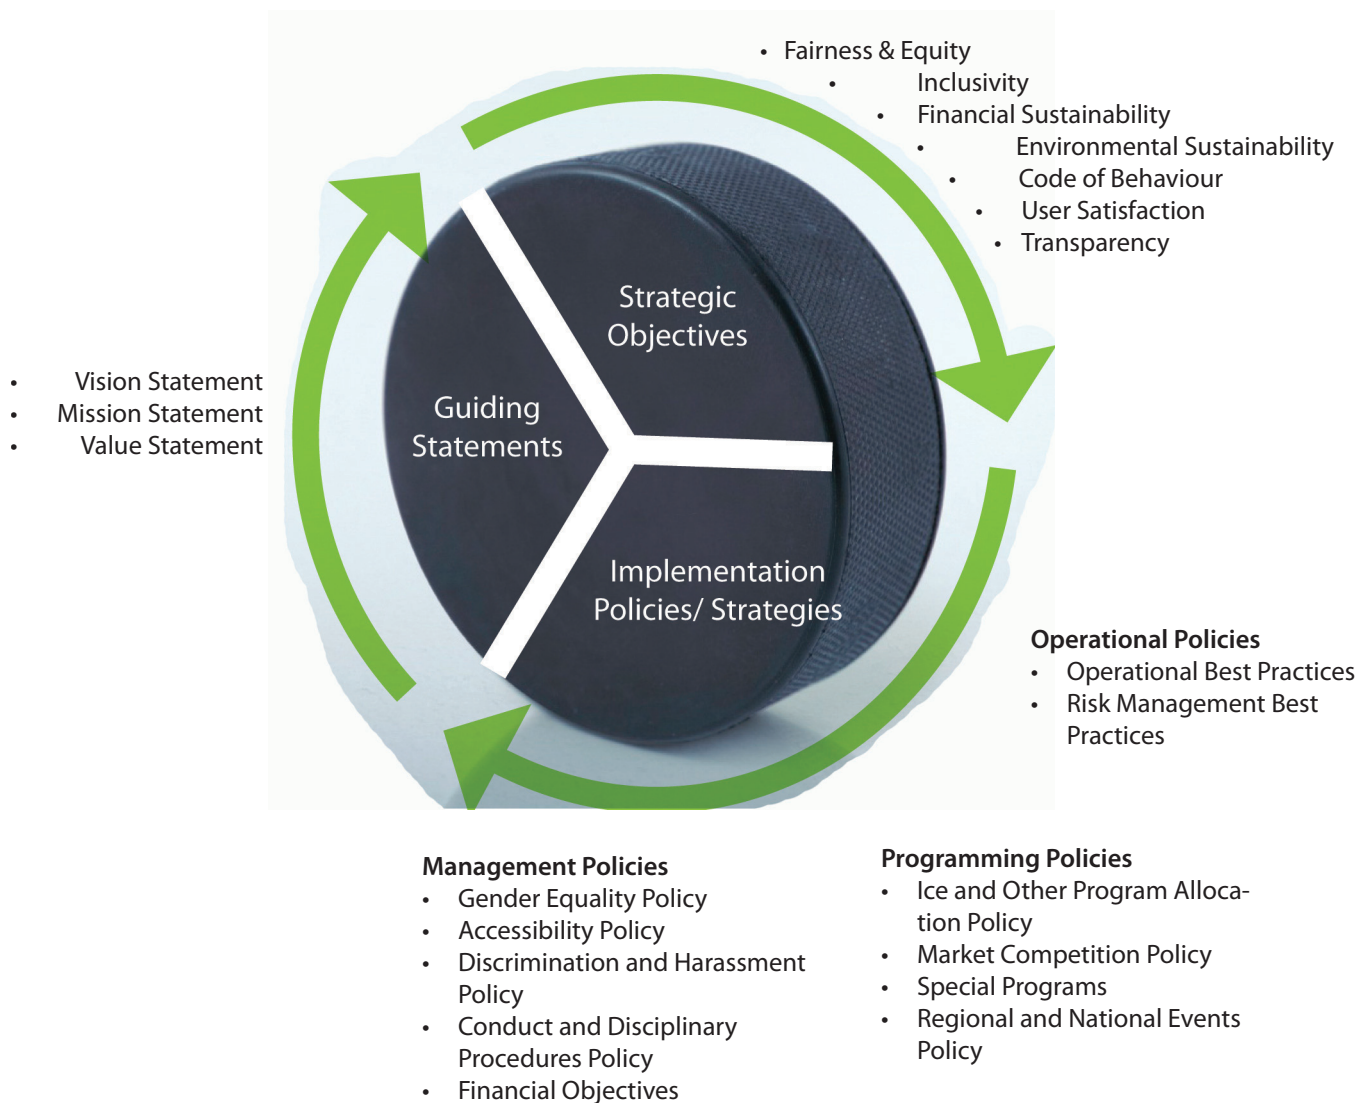 • Fairness & Equity
• Inclusivity
• Financial Sustainability
• Environmental Sustainability
• Code of Behaviour
• User Satisfaction
• Transparency
Strategic
Objectives
• Vision Statement
• Mission Statement
• Value Statement
Guiding
Statements
Implementation
Policies/ Strategies
Operational Policies
• Operational Best Practices
• Risk Management Best
Practices
Management Policies
• Gender Equality Policy
• Accessibility Policy
• Discrimination and Harassment
Policy
• Conduct and Disciplinary
Procedures Policy
• Financial Objectives
Programming Policies
• Ice and Other Program Alloca-
tion Policy
• Market Competition Policy
• Special Programs
• Regional and National Events
Policy